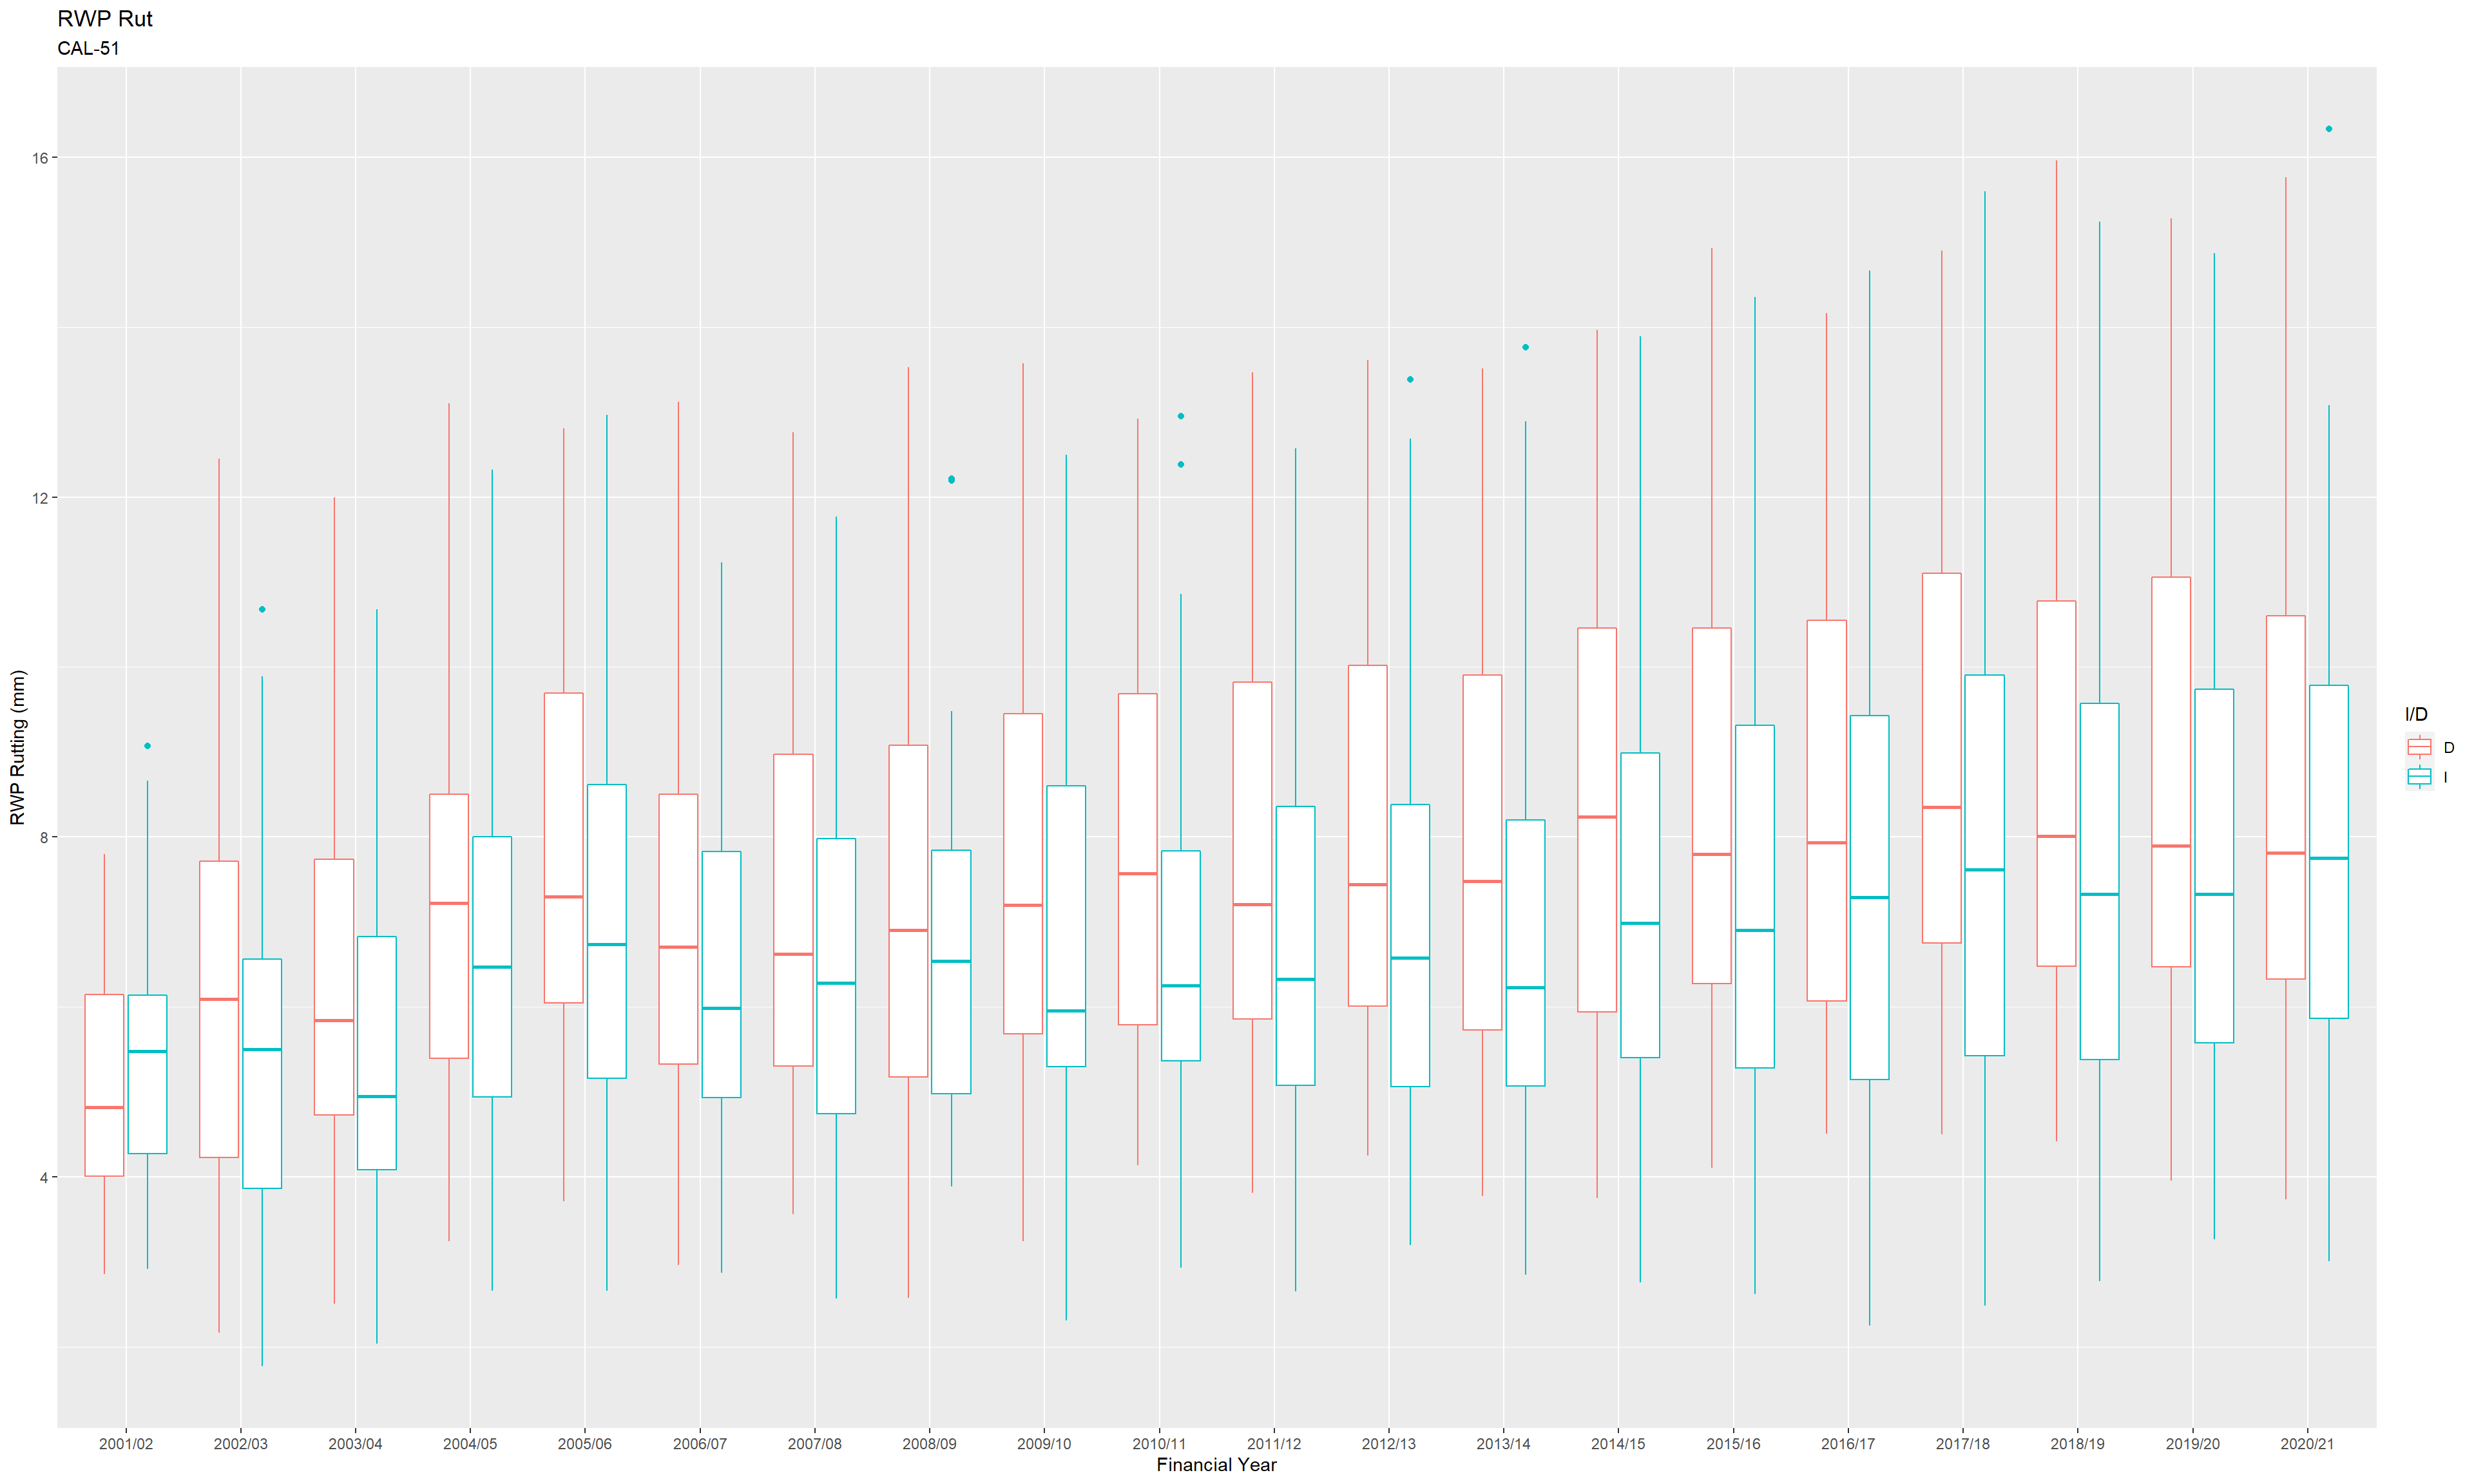 RWP Rut
CAL-51
RWP Rutting (mm)
16
12
8
4
2001/02 2002/03 2003/04 2004/05 2005/06 2006/07 2007/08 2008/09 2009/10 2010/11 2011/12 2012/13 2013/14 2014/15 2015/16 2016/17 2017/18 2018/19 2019/20 2020/21
Financial Year
I/D
D
I